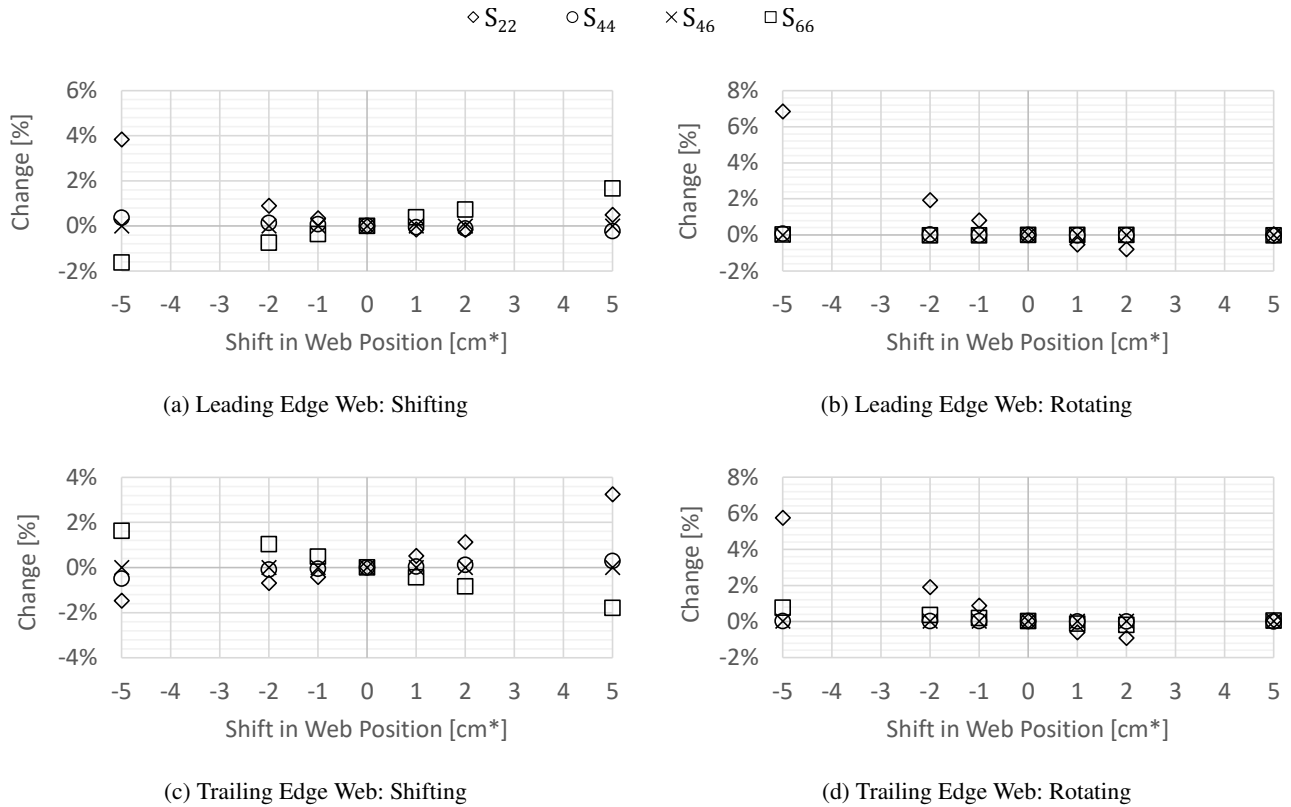 S22 S44 S46 S66
6%
4%
2%
0%
-2%
Change [%]
-5 -4 -3 -2 -1 0 1 2 3 4 5
Shift in Web Position [cm*]
(a) Leading Edge Web: Shifting
8%
6%
4%
2%
0%
-2%
Change [%]
-5 -4 -3 -2 -1 0 1 2 3 4 5
Shift in Web Position [cm*]
(b) Leading Edge Web: Rotating
4%
2%
0%
-2%
-4%
Change [%]
-5 -4 -3 -2 -1 0 1 2 3 4 5
Shift in Web Position [cm*]
(c) Trailing Edge Web: Shifting
8%
6%
4%
2%
0%
-2%
Change [%]
-5 -4 -3 -2 -1 0 1 2 3 4 5
Shift in Web Position [cm*]
(d) Trailing Edge Web: Rotating